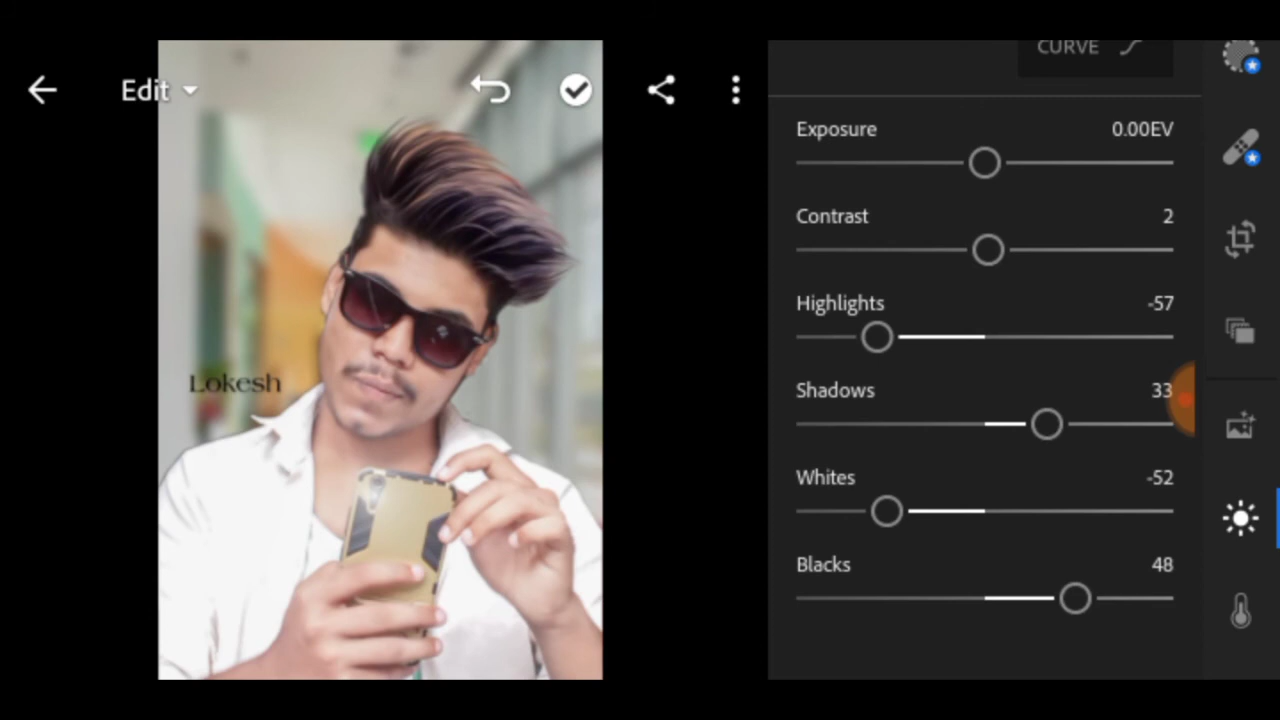 Edit
CURVE
Exposure 0.00EV
Contrast 2
Highlights -57
Shadows 33
Whites -52
Blacks 48
Lokesh